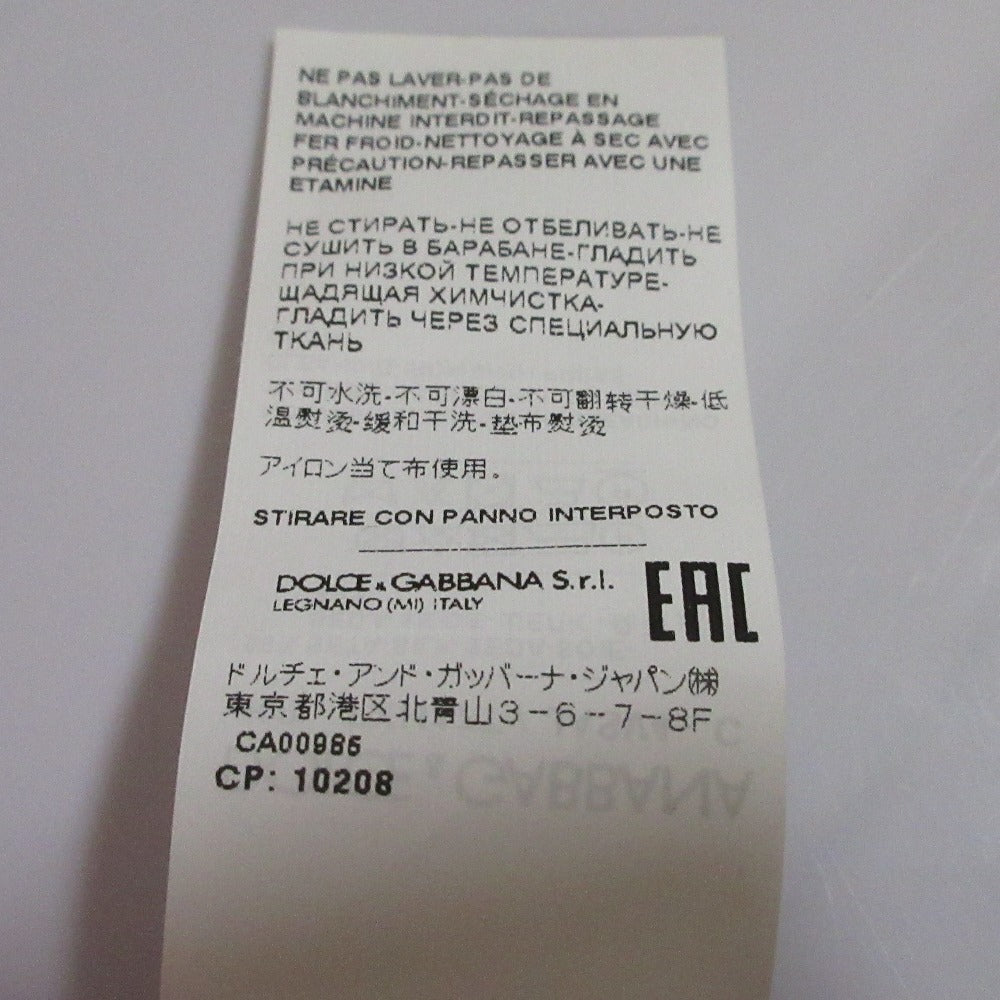 NE PAS LAVER-PAS DE
BLANCHIMENT-SÉCHAGE EN
MACHINE INTERDIT-REPASSAGE
FER FROID-NETTOYAGE À SEC AVEC
PRÉCAUTION-REPASSER AVEC UNE
ETAMINE
НЕ СТИРАТЬ-НЕ ОТБЕЛИВАТЬ-НЕ
СУШИТЬ В БАРАБАНЕ-ГЛАДИТЬ
ПРИ НИЗКОЙ ТЕМПЕРАТУРЕ-
ЩАДЯЩАЯ ХИМЧИСТКА-
ГЛАДИТЬ ЧЕРЕЗ СПЕЦИАЛЬНУЮ
ТКАНЬ
不可水洗-不可漂白-不可翻转干燥-低
温熨烫-缓和干洗-垫布熨烫
アイロン当て布使用。
STIRARE CON PANNO INTERPOSTO
DOLCE & GABBANA S.r.l.
LEGNANO (MI) ITALY
EAC
ドルチェ・アンド・ガッバーナ・ジャパン㈱
東京都港区北青山3-6-7-8F
CA00985
CP: 10208